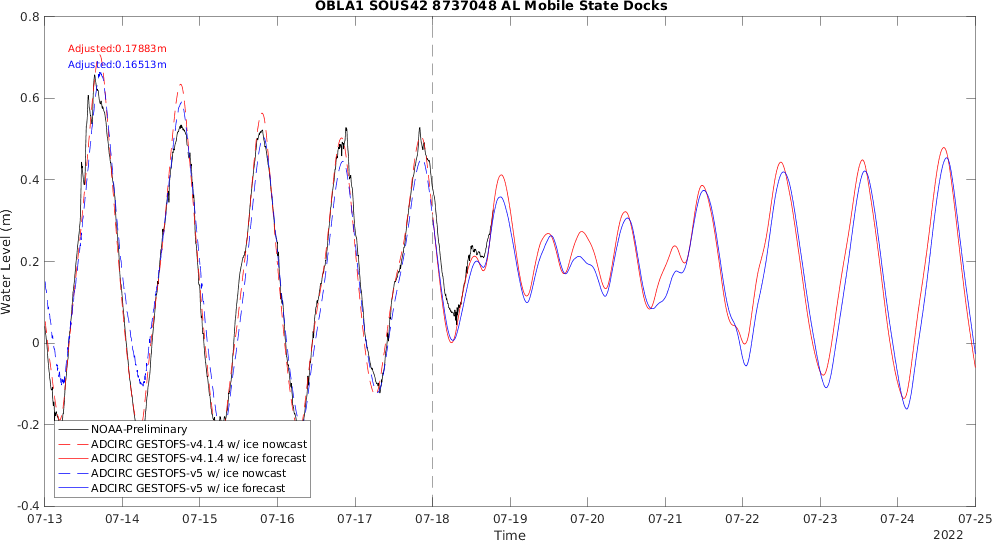 OBLA1 SOUS42 8737048 AL Mobile State Docks
0.8
Adjusted:0.17883m
Adjusted:0.16513m
0.6
0.4
0.2
0
-0.2
-0.4
Water Level (m)
NOAA-Preliminary
ADCIRC GESTOFS-v4.1.4 w/ ice nowcast
ADCIRC GESTOFS-v4.1.4 w/ ice forecast
ADCIRC GESTOFS-v5 w/ ice nowcast
ADCIRC GESTOFS-v5 w/ ice forecast
07-13 07-14 07-15 07-16 07-17 07-18 07-19 07-20 07-21 07-22 07-23 07-24 07-25
Time
2022